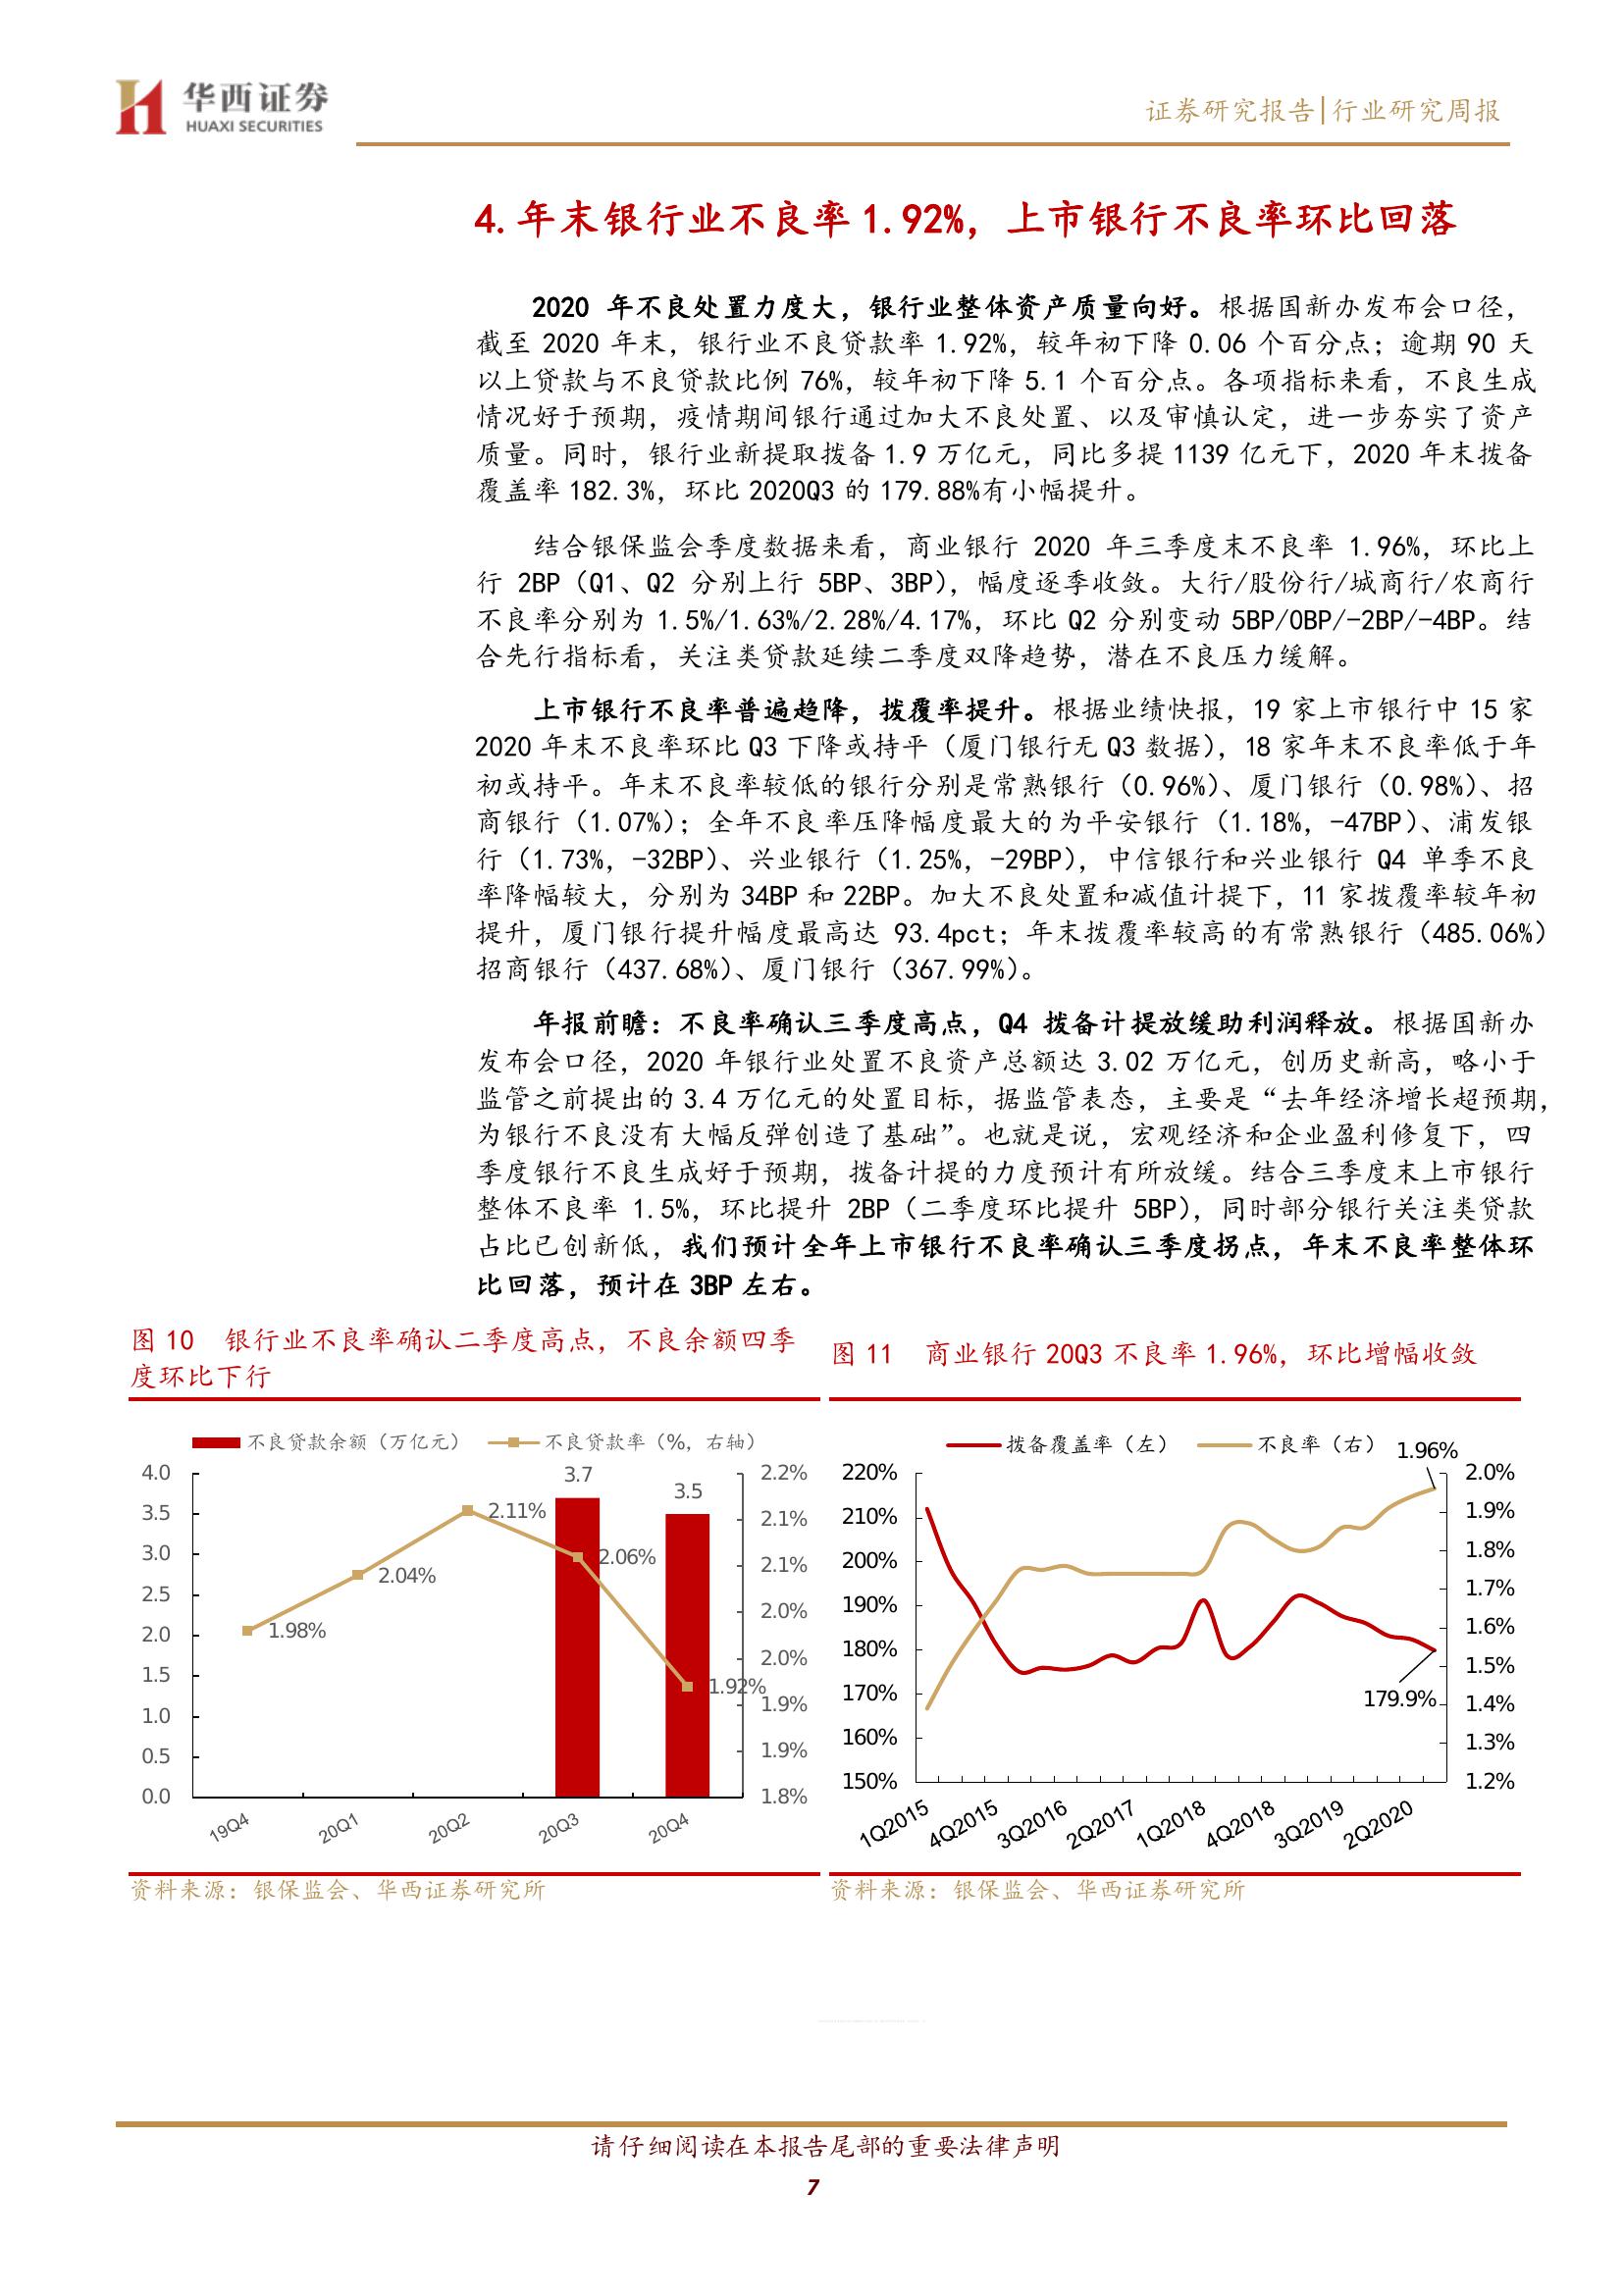 华西证券
HUAXI SECURITIES
证券研究报告|行业研究周报
4.年末银行业不良率 1.92%，上市银行不良率环比回落
2020 年不良处置力度大，银行业整体资产质量向好。根据国新办发布会口径，
截至 2020 年末，银行业不良贷款率 1.92%，较年初下降 0.06 个百分点；逾期 90 天
以上贷款与不良贷款比例 76%，较年初下降 5.1 个百分点。各项指标来看，不良生成
情况好于预期，疫情期间银行通过加大不良处置、以及审慎认定，进一步夯实了资产
质量。同时，银行业新提取拨备 1.9 万亿元，同比多提 1139 亿元下，2020 年末拨备
覆盖率 182.3%，环比 2020Q3 的 179.88%有小幅提升。
结合银保监会季度数据来看，商业银行 2020 年三季度末不良率 1.96%，环比上
行 2BP（Q1、Q2 分别上行 5BP、3BP），幅度逐季收敛。大行/股份行/城商行/农商行
不良率分别为 1.5%/1.63%/2.28%/4.17%，环比 Q2 分别变动 5BP/0BP/-2BP/-4BP。结
合先行指标看，关注类贷款延续二季度双降趋势，潜在不良压力缓解。
上市银行不良率普遍趋降，拨覆率提升。根据业绩快报，19 家上市银行中 15 家
2020 年末不良率环比 Q3 下降或持平（厦门银行无 Q3 数据），18 家年末不良率低于年
初或持平。年末不良率较低的银行分别是常熟银行（0.96%）、厦门银行（0.98%）、招
商银行（1.07%）；全年不良率压降幅度最大的为平安银行（1.18%，-47BP）、浦发银
行（1.73%，-32BP）、兴业银行（1.25%，-29BP），中信银行和兴业银行 Q4 单季不良
率降幅较大，分别为 34BP 和 22BP。加大不良处置和减值计提下，11 家拨覆率较年初
提升，厦门银行提升幅度最高达 93.4pct；年末拨覆率较高的有常熟银行（485.06%）
招商银行（437.68%）、厦门银行（367.99%）。
年报前瞻：不良率确认三季度高点，Q4 拨备计提放缓助利润释放。根据国新办
发布会口径，2020 年银行业处置不良资产总额达 3.02 万亿元，创历史新高，略小于
监管之前提出的 3.4 万亿元的处置目标，据监管表态，主要是“去年经济增长超预期，
为银行不良没有大幅反弹创造了基础”。也就是说，宏观经济和企业盈利修复下，四
季度银行不良生成好于预期，拨备计提的力度预计有所放缓。结合三季度末上市银行
整体不良率 1.5%，环比提升 2BP（二季度环比提升 5BP），同时部分银行关注类贷款
占比已创新低，我们预计全年上市银行不良率确认三季度拐点，年末不良率整体环
比回落，预计在 3BP 左右。
图 10 银行业不良率确认二季度高点，不良余额四季
度环比下行
不良贷款余额（万亿元） 不良贷款率（%，右轴）
4.0
3.5
3.0
2.5
2.0
1.5
1.0
0.5
0.0
1.98%
2.04%
2.11%
3.7
2.06%
3.5
1.92%
2.2%
2.1%
2.1%
2.0%
2.0%
1.9%
1.9%
1.8%
19Q4 20Q1 20Q2 20Q3 20Q4
资料来源：银保监会、华西证券研究所
图 11 商业银行 20Q3 不良率 1.96%，环比增幅收敛
拨备覆盖率（左） 不良率（右）
1.96%
220%
210%
200%
190%
180%
170%
160%
150%
179.9%
2.0%
1.9%
1.8%
1.7%
1.6%
1.5%
1.4%
1.3%
1.2%
1Q2015 4Q2015 3Q2016 2Q2017 1Q2018 4Q2018 3Q2019 2Q2020
资料来源：银保监会、华西证券研究所
请仔细阅读在本报告尾部的重要法律声明
7